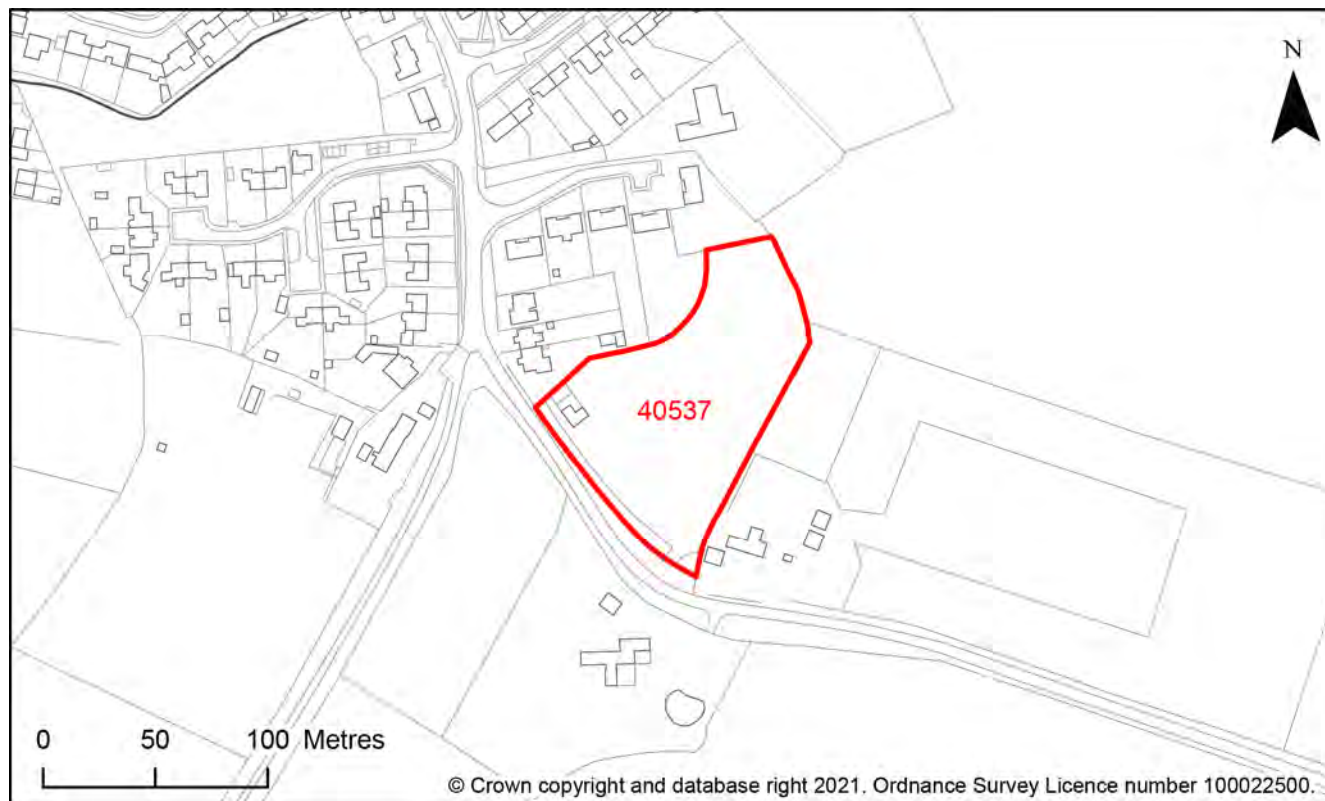 N
40537
0 50 100 Metres
© Crown copyright and database right 2021. Ordnance Survey Licence number 100022500.